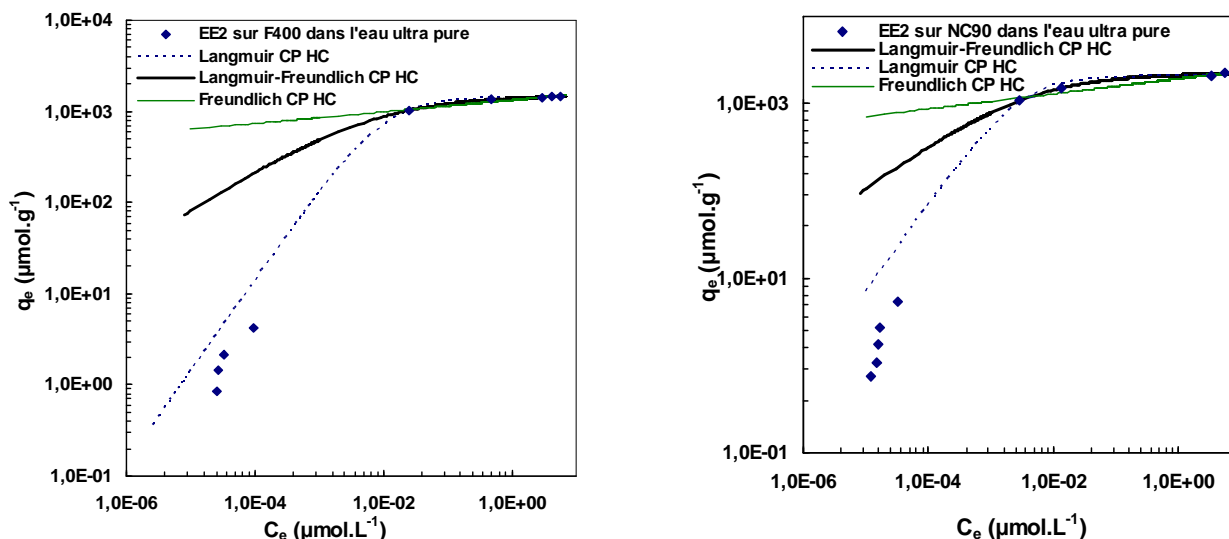 1,0E+04
EE2 sur F400 dans l'eau ultra pure
Langmuir CP HC
Langmuir-Freundlich CP HC
Freundlich CP HC
1,0E+03
1,0E+02
1,0E+01
1,0E+00
1,0E-01
qe (µmol.g-1)
1,0E-06
1,0E-04
1,0E-02
1,0E+00
Ce (µmol.L-1)
EE2 sur NC90 dans l'eau ultra pure
Langmuir-Freundlich CP HC
Langmuir CP HC
Freundlich CP HC
1,0E+03
1,0E+01
1,0E-01
qe (µmol.g-1)
1,0E-06
1,0E-04
1,0E-02
1,0E+00
Ce (µmol.L-1)